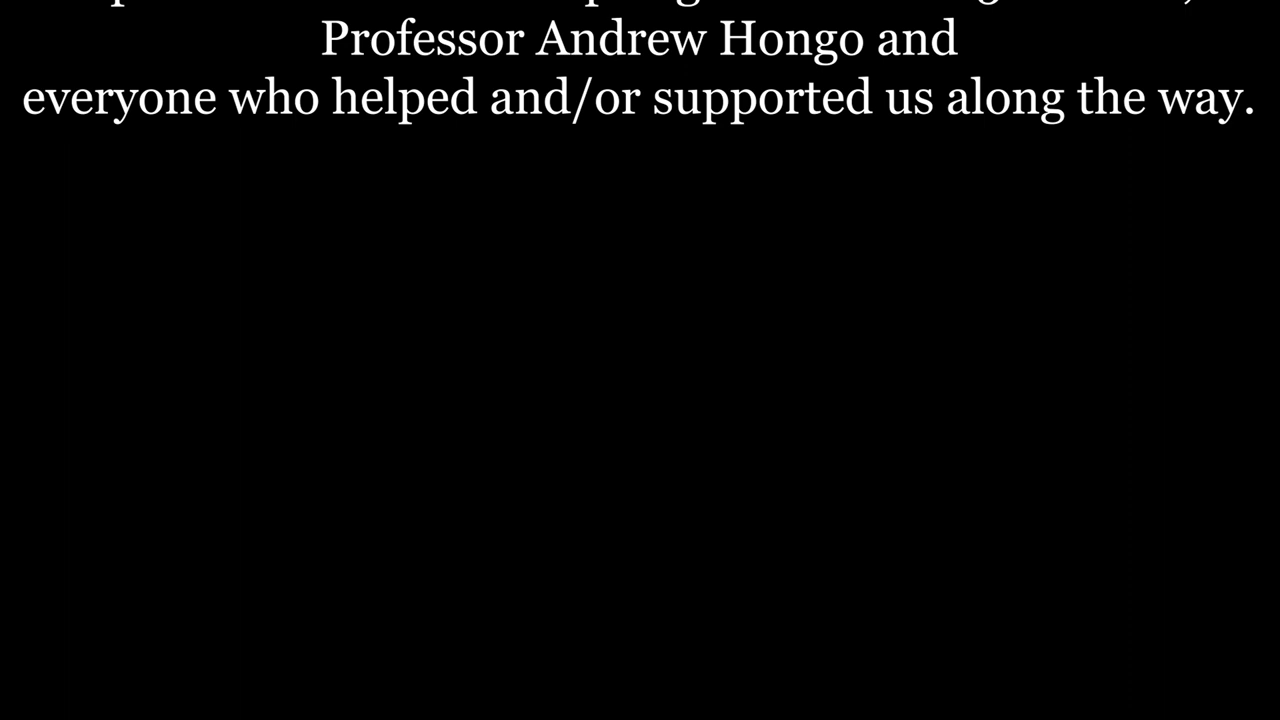 Professor Andrew Hongo and
everyone who helped and/or supported us along the way.